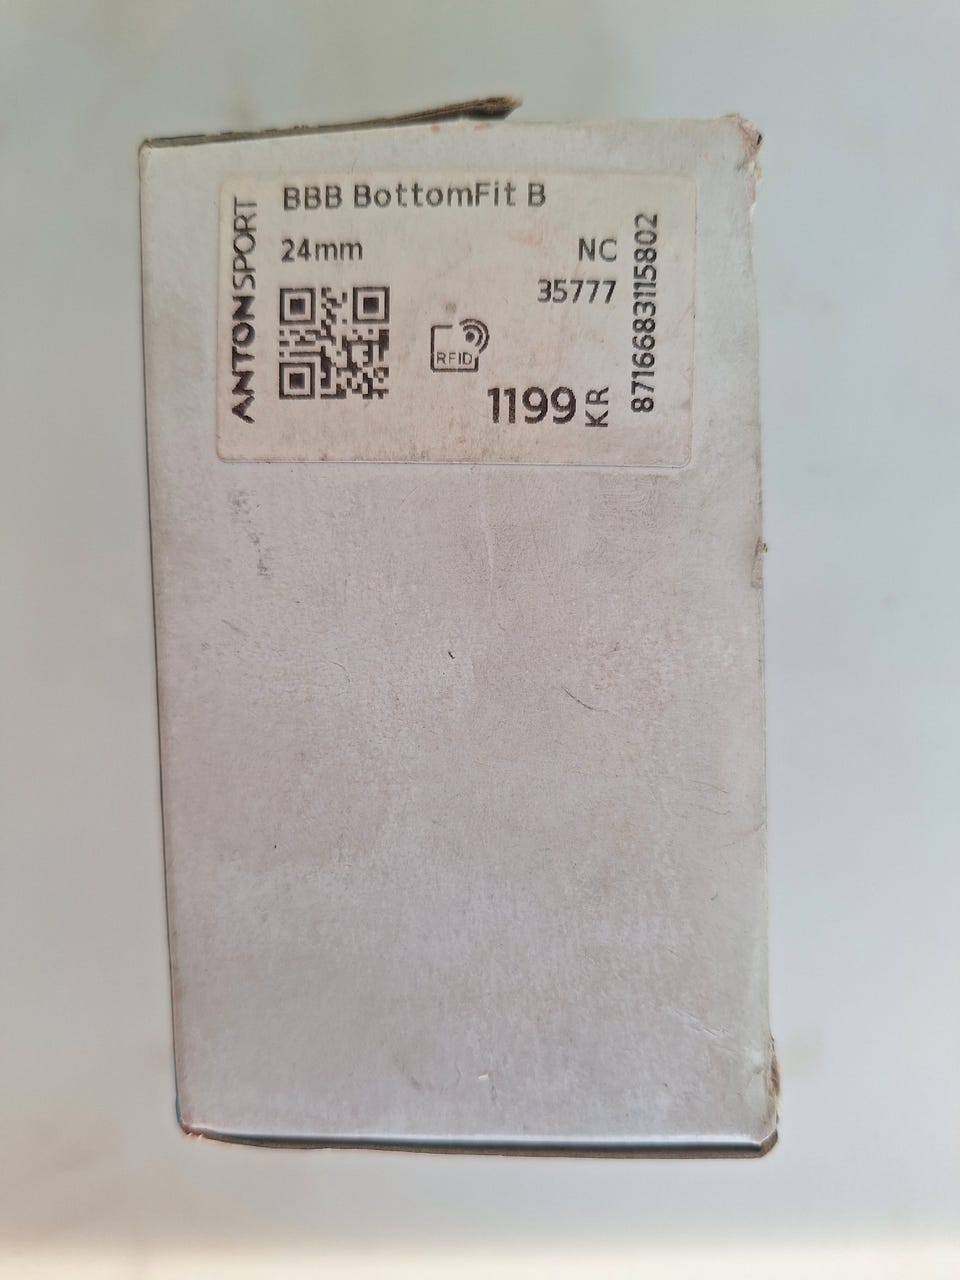 ANTONSPORT
BBB BottomFit B
24mm NC
35777
RFID
1199 KR
8716683115802